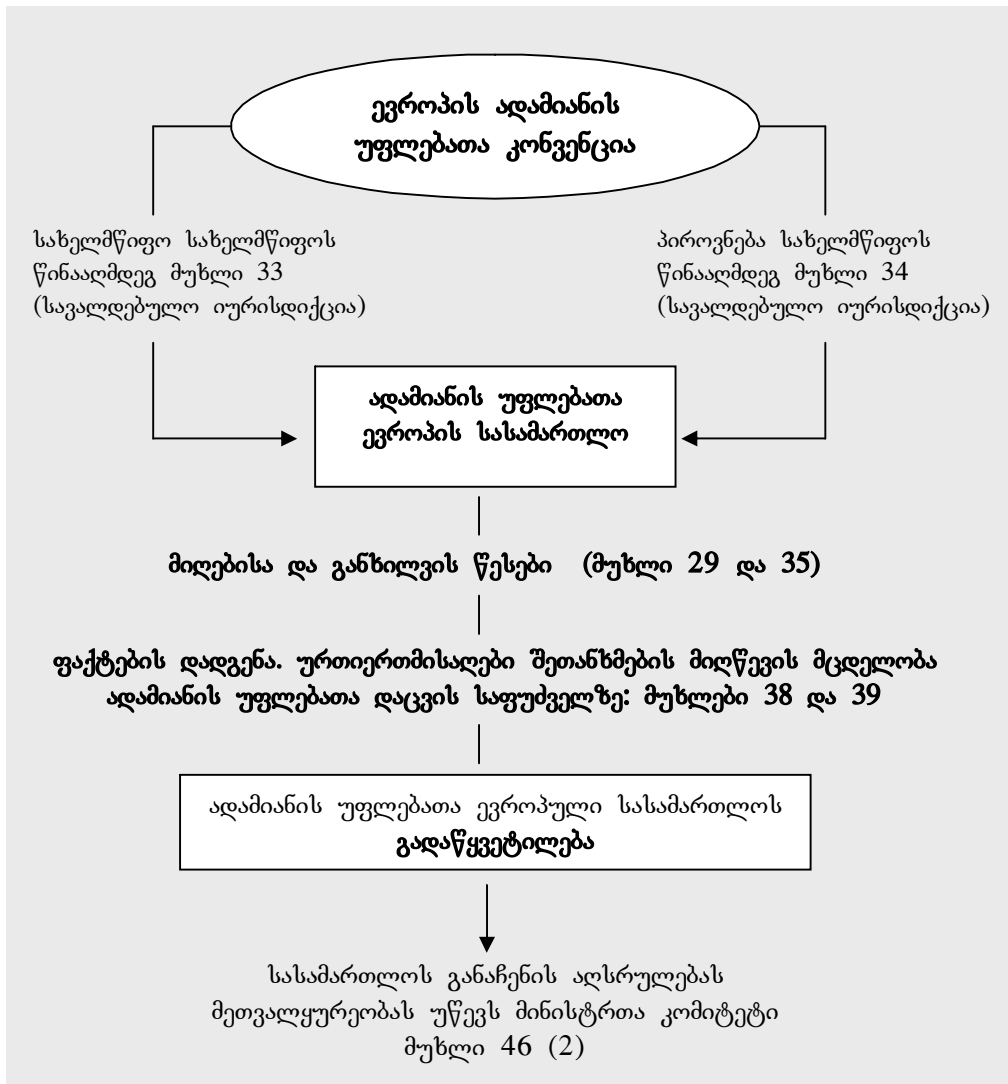 ევროპის ადამიანის
უფლებათა კონვენცია
სახელმწიფო სახელმწიფოს
წინააღმდეგ მუხლი 33
(სავალდებულო იურისდიქცია)
პიროვნება სახელმწიფოს
წინააღმდეგ მუხლი 34
(სავალდებულო იურისდიქცია)
ადამიანის უფლებათა
ევროპის სასამართლო
მიღებისა და განხილვის წესები (მუხლი 29 და 35)
ფაქტების დადგენა. ურთიერთმისაღები შეთანხმების მიღწევის მცდელობა
ადამიანის უფლებათა დაცვის საფუძველზე: მუხლები 38 და 39
ადამიანის უფლებათა ევროპული სასამართლოს
გადაწყვეტილება
სასამართლოს განაჩენის აღსრულებას
მეთვალყურეობას უწევს მინისტრთა კომიტეტი
მუხლი 46 (2)